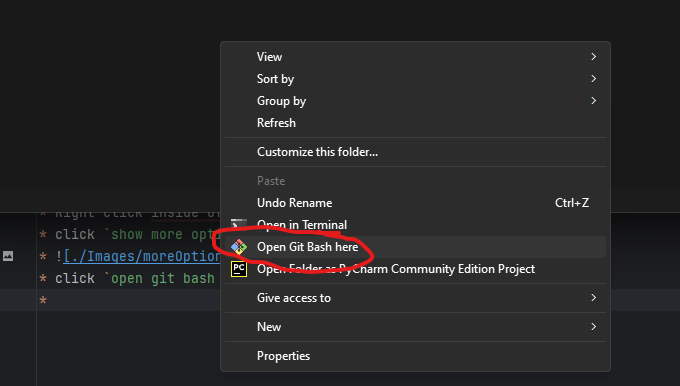 View
Sort by
Group by
Refresh
Customize this folder...
Paste
Undo Rename Ctrl+Z
* Right click inside of
Open in Terminal
* click `show more opt
Open Git Bash here
* ![./Images/moreOption
PC Open Folder as PyCharm Community Edition Project
* click `open git bash
Give access to
*
New
Properties